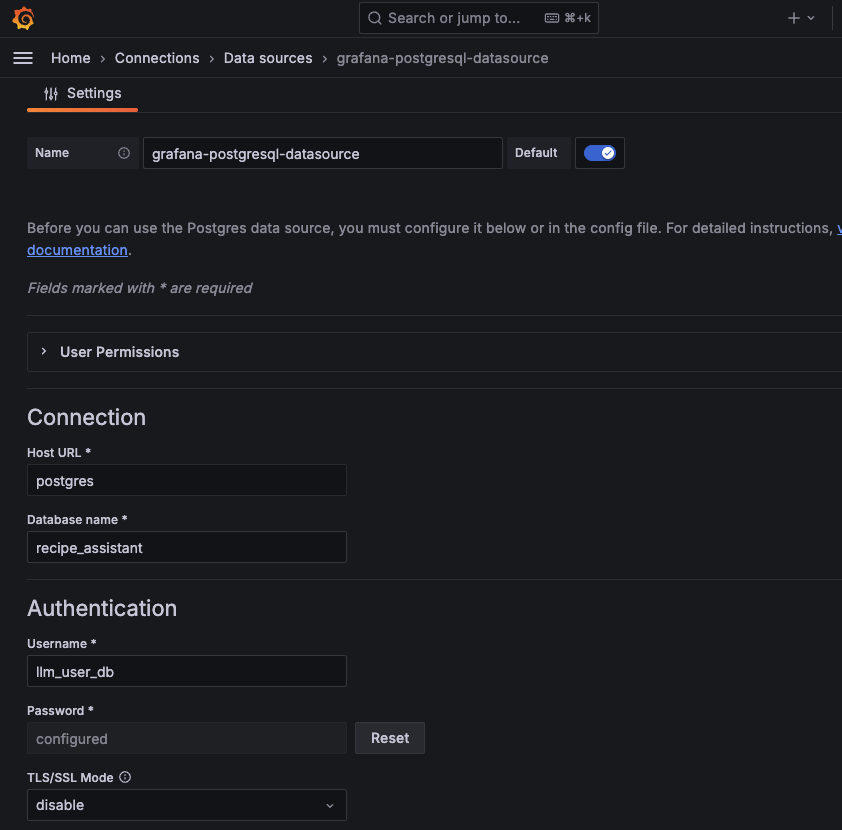 Search or jump to... ⌘+k
Home › Connections › Data sources › grafana-postgresql-datasource
Settings
Name grafana-postgresql-datasource Default
Before you can use the Postgres data source, you must configure it below or in the config file. For detailed instructions,
documentation.
Fields marked with * are required
User Permissions
Connection
Host URL *
postgres
Database name *
recipe_assistant
Authentication
Username *
llm_user_db
Password *
configured Reset
TLS/SSL Mode
disable